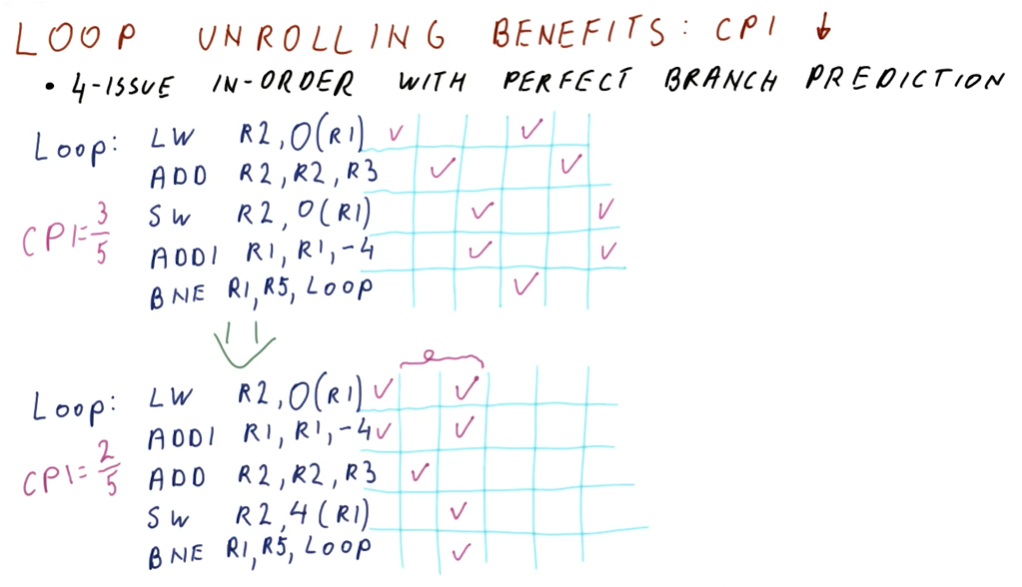 LOOP UNROLLING BENEFITS: CPI ↓
• 4-ISSUE IN-ORDER WITH PERFECT BRANCH PREDICTION
Loop: LW R2, 0(R1) ✓ ✓
ADD R2, R2, R3 ✓ ✓
CPI = 3/5 SW R2, 0(R1) ✓ ✓
ADDI R1, R1, -4 ✓ ✓
BNE R1, R5, Loop ✓
Loop: LW R2, 0(R1) ✓ ✓
ADDI R1, R1, -4 ✓ ✓
CPI = 2/5 ADD R2, R2, R3 ✓
SW R2, 4(R1) ✓
BNE R1, R5, Loop ✓